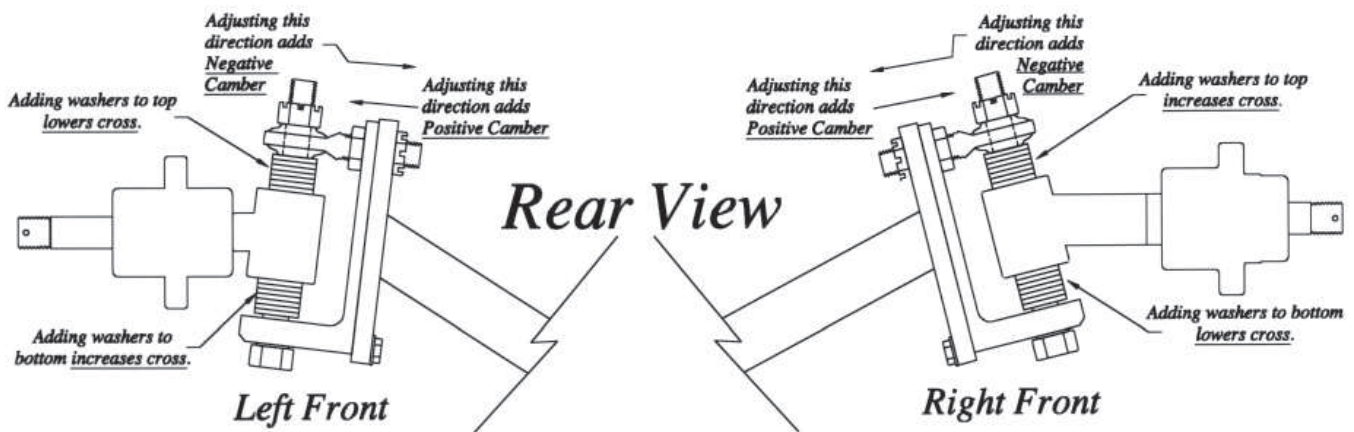 Adjusting this
direction adds
Negative
Camber
Adjusting this
direction adds
Positive Camber
Adding washers to top
lowers cross.
Adding washers to
bottom increases cross.
Left Front
Rear View
Adjusting this
direction adds
Negative
Camber
Adjusting this
direction adds
Positive Camber
Adding washers to top
increases cross.
Adding washers to bottom
lowers cross.
Right Front